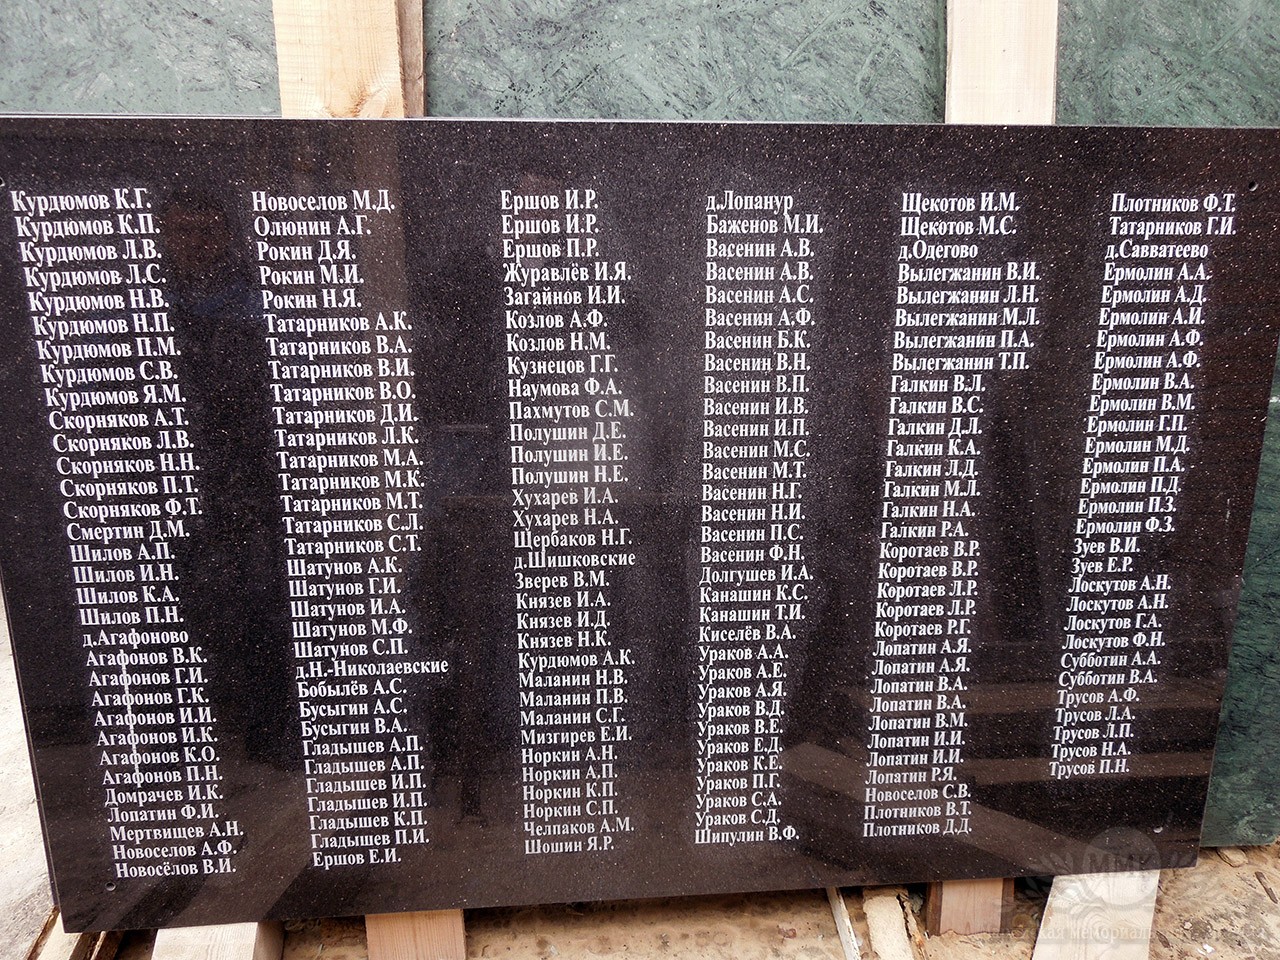 Курдюмов К.Г.
Курдюмов К.П.
Курдюмов Л.В.
Курдюмов Л.С.
Курдюмов Н.В.
Курдюмов Н.П.
Курдюмов П.М.
Курдюмов С.В.
Курдюмов Я.М.
Скорняков А.Т.
Скорняков Л.В.
Скорняков Н.Н.
Скорняков П.Т.
Скорняков Ф.Т.
Смертин Д.М.
Шилов А.П.
Шилов И.Н.
Шилов К.А.
Шилов П.Н.
д.Агафоново
Агафонов В.К.
Агафонов Г.И.
Агафонов Г.К.
Агафонов И.И.
Агафонов И.К.
Агафонов К.О.
Агафонов П.Н.
Домрачев И.К.
Лопатин Ф.И.
Мертвищев А.Н.
Новоселов А.Ф.
Новосёлов В.И.
Новоселов М.Д.
Олюнин А.Г.
Рокин Д.Я.
Рокин М.И.
Рокин Н.Я.
Татарников А.К.
Татарников В.А.
Татарников В.И.
Татарников В.О.
Татарников Д.И.
Татарников Л.К.
Татарников М.А.
Татарников М.К.
Татарников М.Т.
Татарников С.Л.
Татарников С.Т.
Шатунов А.К.
Шатунов Г.И.
Шатунов И.А.
Шатунов М.Ф.
Шатунов С.П.
д.Н.-Николаевские
Бобылёв А.С.
Бусыгин А.С.
Бусыгин В.А.
Гладышев А.П.
Гладышев А.П.
Гладышев И.П.
Гладышев И.П.
Гладышев К.П.
Гладышев П.И.
Ершов Е.И.
Ершов И.Р.
Ершов И.Р.
Ершов П.Р.
Журавлёв И.Я.
Загайнов И.И.
Козлов А.Ф.
Козлов Н.М.
Кузнецов Г.Г.
Наумова Ф.А.
Пахмутов С.М.
Полушин Д.Е.
Полушин И.Е.
Полушин Н.Е.
Хухарев И.А.
Хухарев Н.А.
Щербаков Н.Г.
д.Шишковские
Зверев В.М.
Князев И.А.
Князев И.Д.
Князев Н.К.
Курдюмов А.К.
Маланин Н.В.
Маланин П.В.
Маланин С.Г.
Мизгирев Е.И.
Норкин А.Н.
Норкин А.П.
Норкин К.П.
Норкин С.П.
Челпаков А.М.
Шошин Я.Р.
д.Лопанур
Баженов М.И.
Васенин А.В.
Васенин А.В.
Васенин А.С.
Васенин А.Ф.
Васенин Б.К.
Васенин В.Н.
Васенин В.П.
Васенин И.В.
Васенин И.П.
Васенин М.С.
Васенин М.Т.
Васенин Н.Г.
Васенин Н.И.
Васенин П.С.
Васенин Ф.Н.
Долгушев И.А.
Канашин К.С.
Канашин Т.И.
Киселёв В.А.
Ураков А.А.
Ураков А.Е.
Ураков А.Я.
Ураков В.Д.
Ураков В.Е.
Ураков Е.Д.
Ураков К.Е.
Ураков П.Г.
Ураков С.А.
Ураков С.Д.
Шипулин В.Ф.
Щекотов И.М.
Щекотов М.С.
д.Одегово
Вылегжанин В.И.
Вылегжанин Л.Н.
Вылегжанин М.Л.
Вылегжанин П.А.
Вылегжанин Т.П.
Галкин В.Л.
Галкин В.С.
Галкин Д.Л.
Галкин К.А.
Галкин Л.Д.
Галкин М.Л.
Галкин Н.А.
Галкин Р.А.
Коротаев В.Р.
Коротаев В.Р.
Коротаев Л.Р.
Коротаев Л.Р.
Коротаев Р.Г.
Лопатин А.Я.
Лопатин А.Я.
Лопатин В.А.
Лопатин В.А.
Лопатин В.М.
Лопатин И.И.
Лопатин И.И.
Лопатин Р.Я.
Новоселов С.В.
Плотников В.Т.
Плотников Д.Д.
Плотников Ф.Т.
Татарников Г.И.
д.Савватеево
Ермолин А.А.
Ермолин А.Д.
Ермолин А.И.
Ермолин А.Ф.
Ермолин А.Ф.
Ермолин В.А.
Ермолин В.М.
Ермолин Г.П.
Ермолин М.Д.
Ермолин П.А.
Ермолин П.Д.
Ермолин П.З.
Ермолин Ф.З.
Зуев В.И.
Зуев Е.Р.
Лоскутов А.Н.
Лоскутов А.Н.
Лоскутов Г.А.
Лоскутов Ф.Н.
Субботин А.А.
Субботин В.А.
Трусов А.Ф.
Трусов Л.А.
Трусов Л.П.
Трусов Н.А.
Трусов П.Н.
ММК